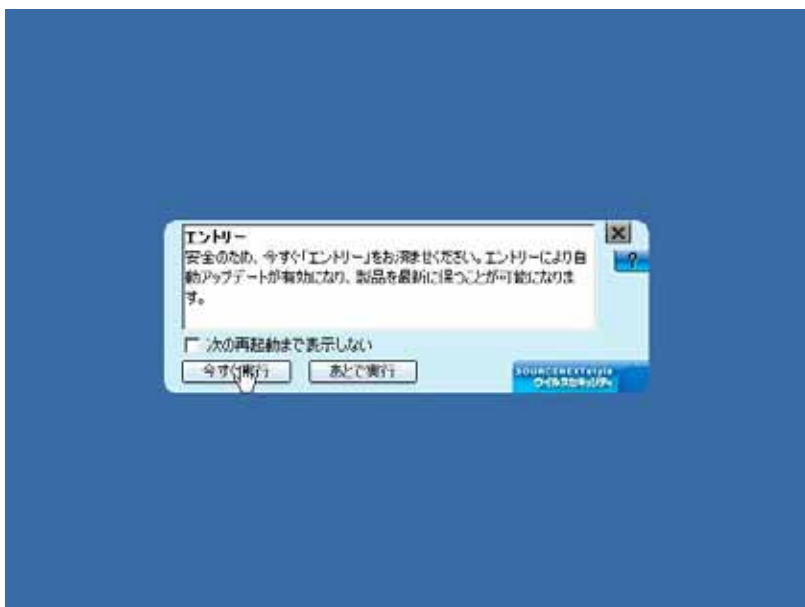 エントリー
安全のため、今すぐ「エントリー」をお済ませください。エントリーにより自
動アップデートが有効になり、製品を最新に保つことが可能になりま
す。
次の再起動まで表示しない
今すぐ実行
あとで実行
SOURCENEXT
ウイルスセキュリティ